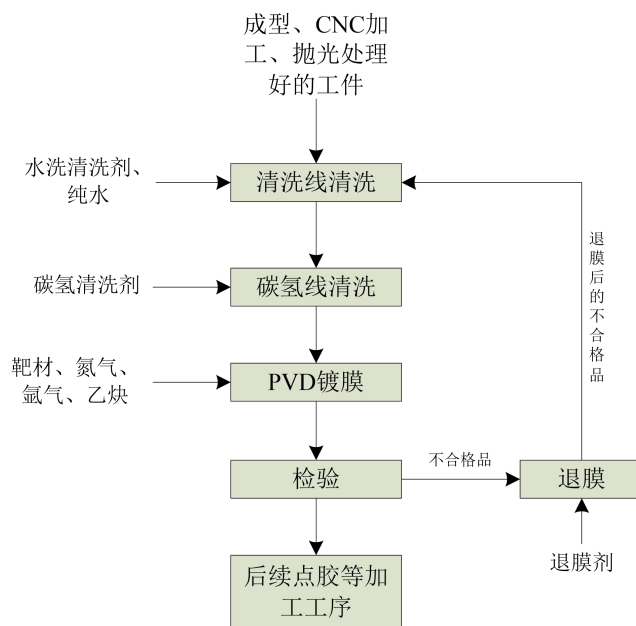 成型、CNC加
工、抛光处理
好的工件
水洗清洗剂、
纯水
清洗线清洗
碳氢清洗剂
碳氢线清洗
靶材、氮气、
氩气、乙炔
PVD镀膜
检验
不合格品
退膜
退膜后的不合格品
退膜剂
后续点胶等加
工工序